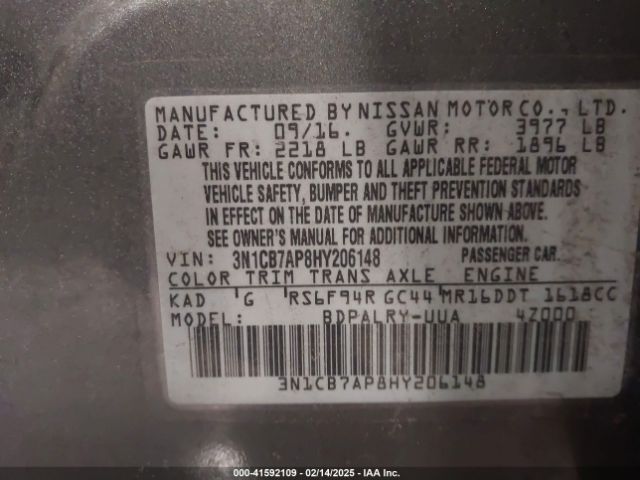 MANUFACTURED BY NISSAN MOTOR CO., LTD.
DATE: 09/16. GVWR: 3977 LB
GAWR FR: 2218 LB GAWR RR: 1896 LB
THIS VEHICLE CONFORMS TO ALL APPLICABLE FEDERAL MOTOR
VEHICLE SAFETY, BUMPER AND THEFT PREVENTION STANDARDS
IN EFFECT ON THE DATE OF MANUFACTURE SHOWN ABOVE.
SEE OWNER'S MANUAL FOR ADDITIONAL INFORMATION.
VIN: 3N1CB7AP8HY206148 PASSENGER CAR.
COLOR TRIM TRANS AXLE ENGINE
KAD G RS6F94R GC44 MR16DDT 1618CC
MODEL: BDPALRY-UUA 4Z000
3N1CB7AP8HY206148
000-41592109 - 02/14/2025 - IAA Inc.